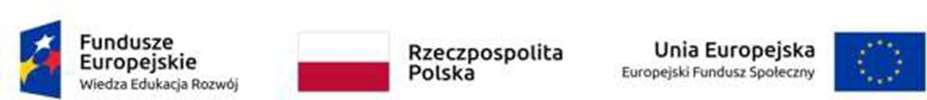 Fundusze
Europejskie
Wiedza Edukacja Rozwój
Rzeczpospolita
Polska
Unia Europejska
Europejski Fundusz Społeczny